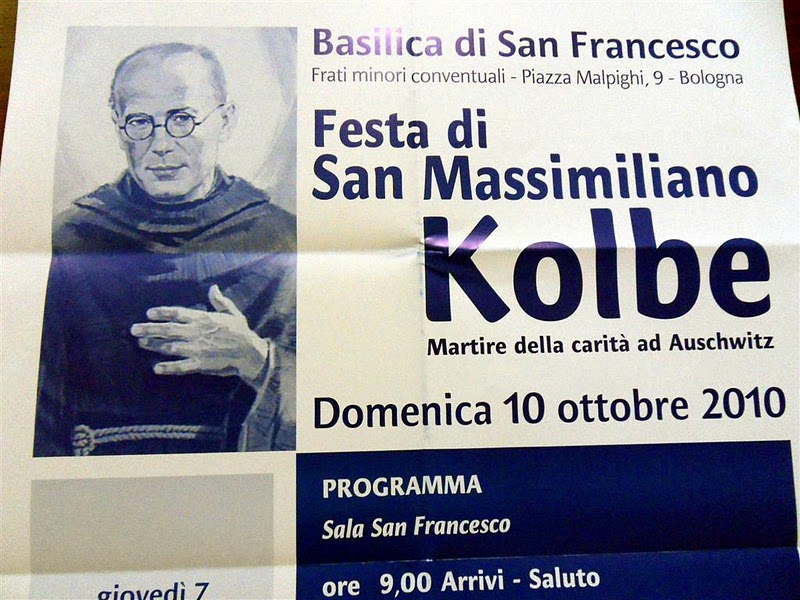 Basilica di San Francesco
Frati minori conventuali - Piazza Malpighi, 9 - Bologna
Festa di
San Massimiliano
Kolbe
Martire della carità ad Auschwitz
Domenica 10 ottobre 2010
PROGRAMMA
Sala San Francesco
ore 9,00 Arrivi - Saluto
giovedì 7